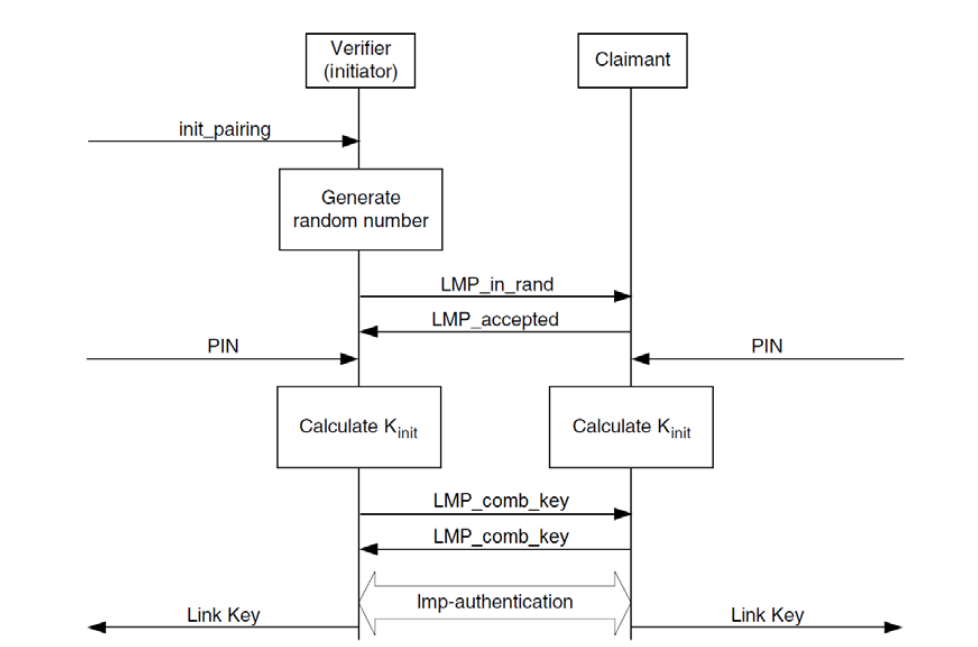 Verifier
(initiator)
Claimant
init_pairing
Generate
random number
LMP_in_rand
LMP_accepted
PIN
PIN
Calculate Kinit
Calculate Kinit
LMP_comb_key
LMP_comb_key
lmp-authentication
Link Key
Link Key